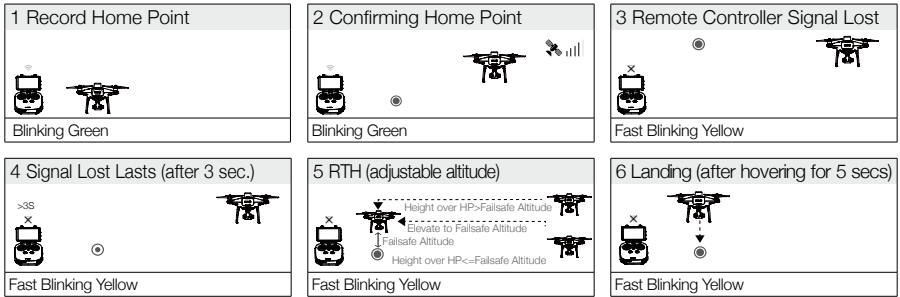 1 Record Home Point
Blinking Green
2 Confirming Home Point
Blinking Green
3 Remote Controller Signal Lost
×
Fast Blinking Yellow
4 Signal Lost Lasts (after 3 sec.)
>3S
×
Fast Blinking Yellow
5 RTH (adjustable altitude)
Height over HP>Failsafe Altitude
Elevate to Failsafe Altitude
Failsafe Altitude
×
Height over HP<=Failsafe Altitude
Fast Blinking Yellow
6 Landing (after hovering for 5 secs)
×
Fast Blinking Yellow